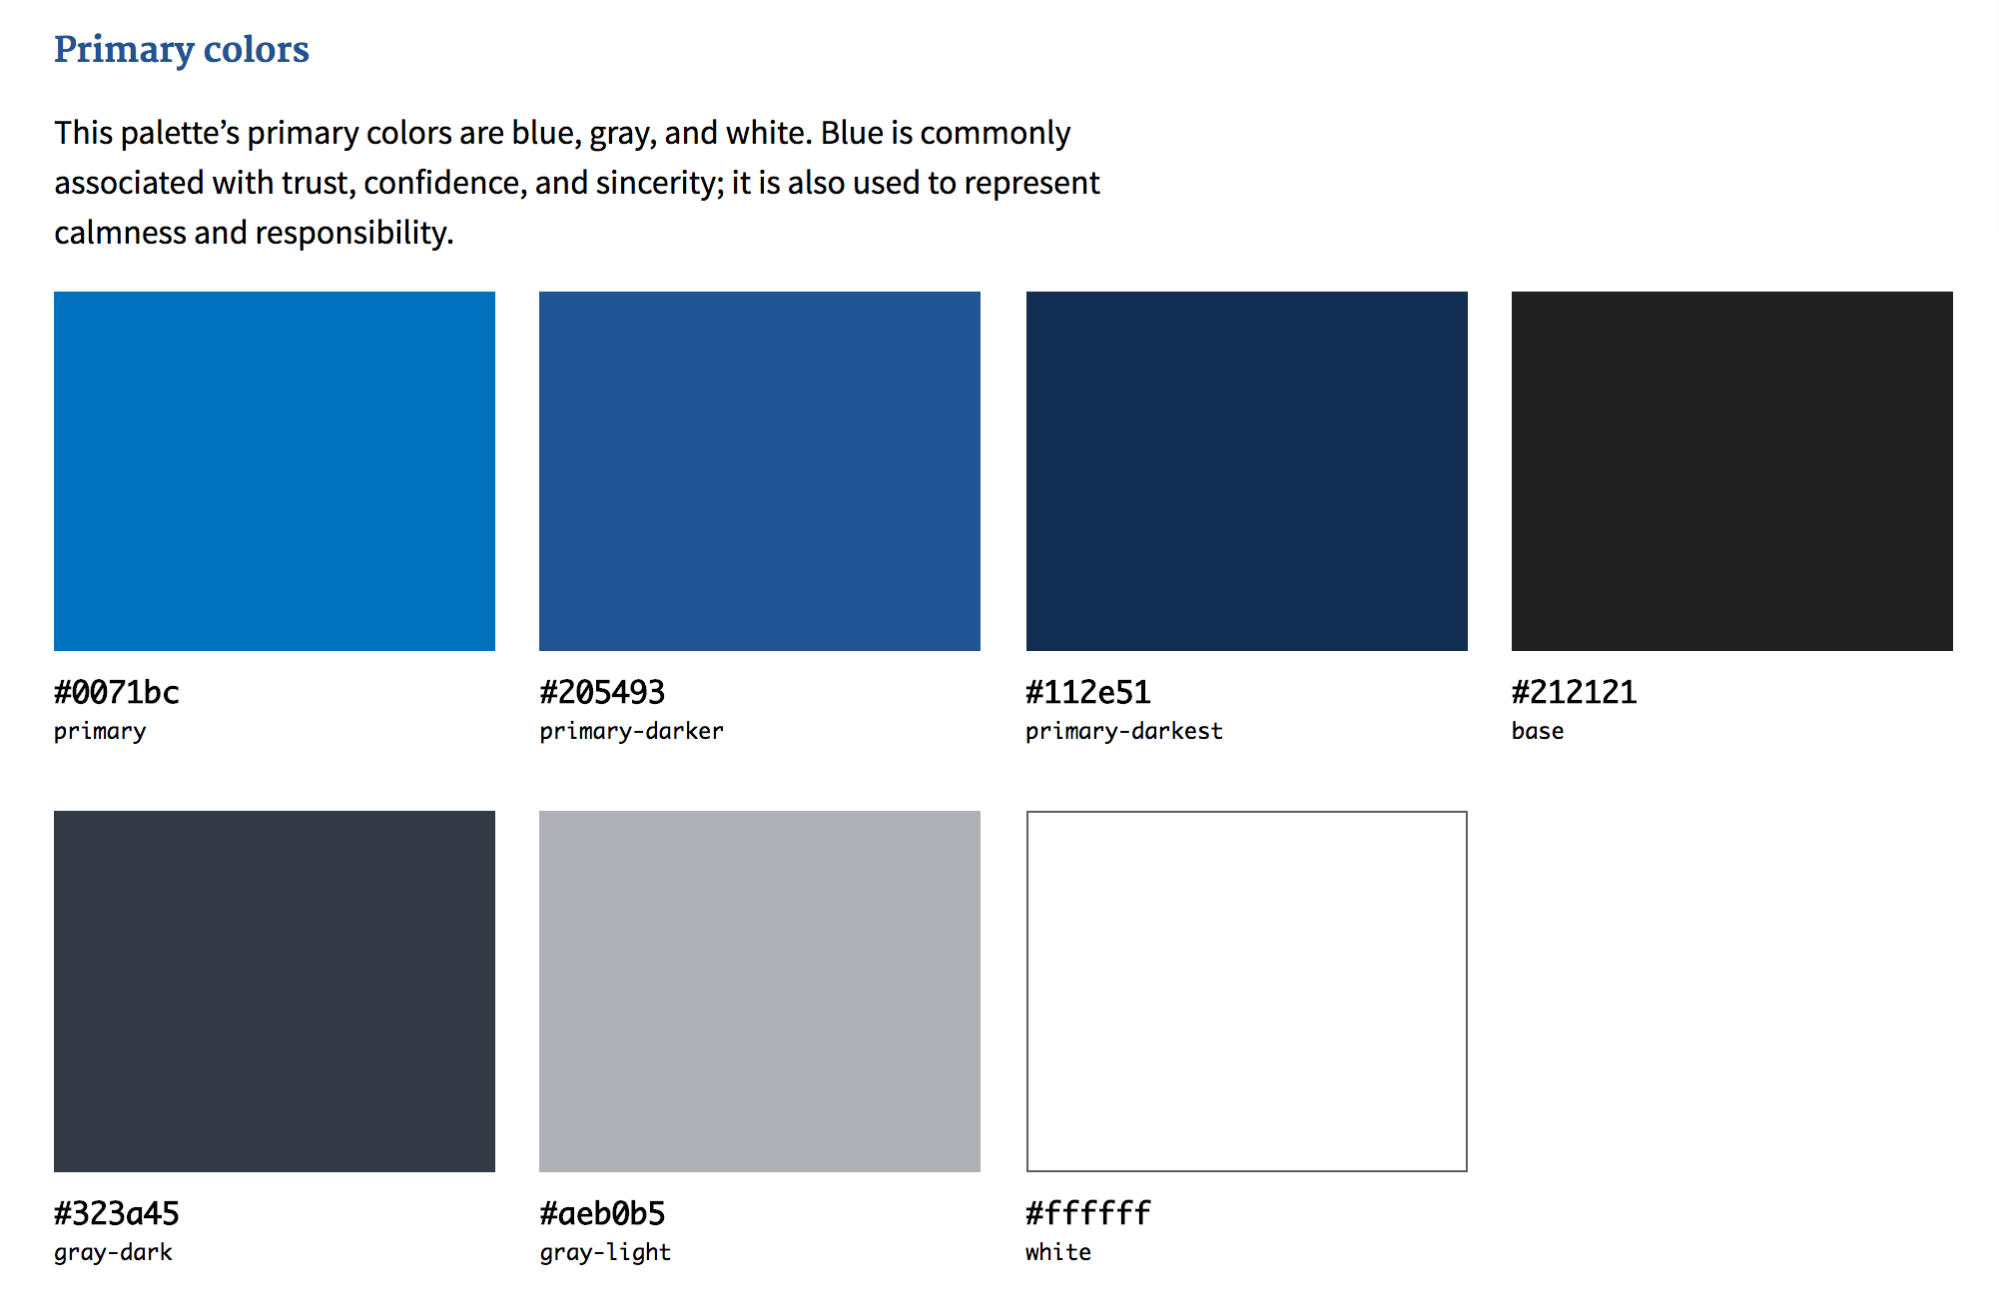 Primary colors
This palette’s primary colors are blue, gray, and white. Blue is commonly
associated with trust, confidence, and sincerity; it is also used to represent
calmness and responsibility.
#0071bc
primary
#205493
primary-darker
#112e51
primary-darkest
#212121
base
#323a45
gray-dark
#aeb0b5
gray-light
#ffffff
white